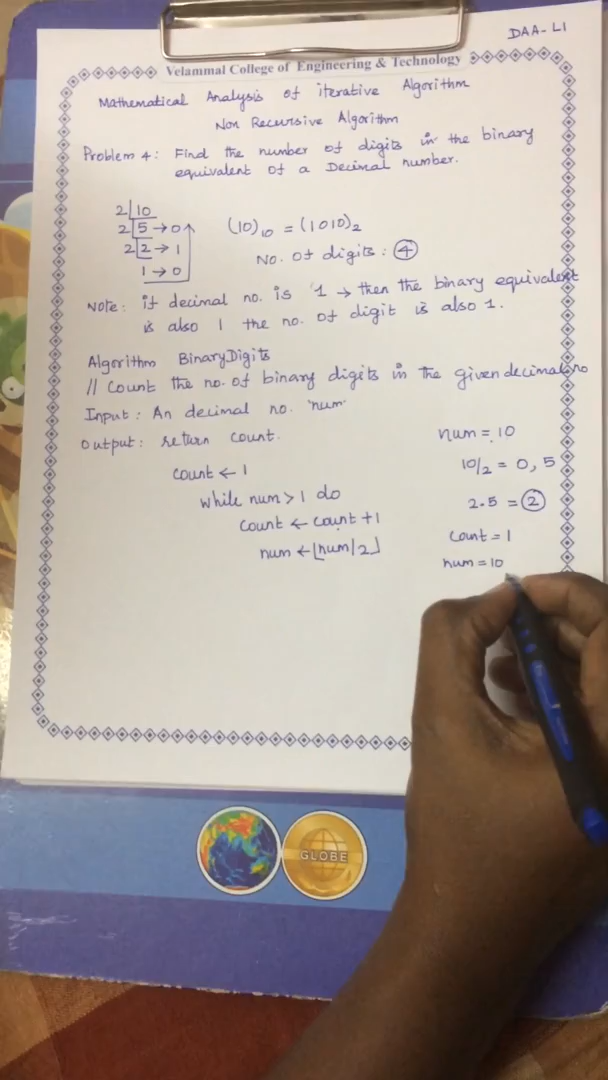 DAA-L1
Velammal College of Engineering & Technology
Mathematical Analysis of iterative Algorithm
Non Recursive Algorithm
Problem 4: Find the number of digits in the binary
equivalent of a Decimal number.
2 | 10
2 | 5 → 0
2 | 2 → 1
1 → 0
(10)₁₀ = (1010)₂
No. of digits: 4
Note: if decimal no. is 1 → then the binary equivalent
is also 1 the no. of digit is also 1.
Algorithm BinaryDigits
// Count the no. of binary digits in the given decimal no
Input: An decimal no. 'num'
Output: return count.
count ← 1
while num > 1 do
count ← count + 1
num ← ⌊num/2⌋
num = 10
10/2 = 0, 5
2.5 = 2
count = 1
num = 10
GLOBE